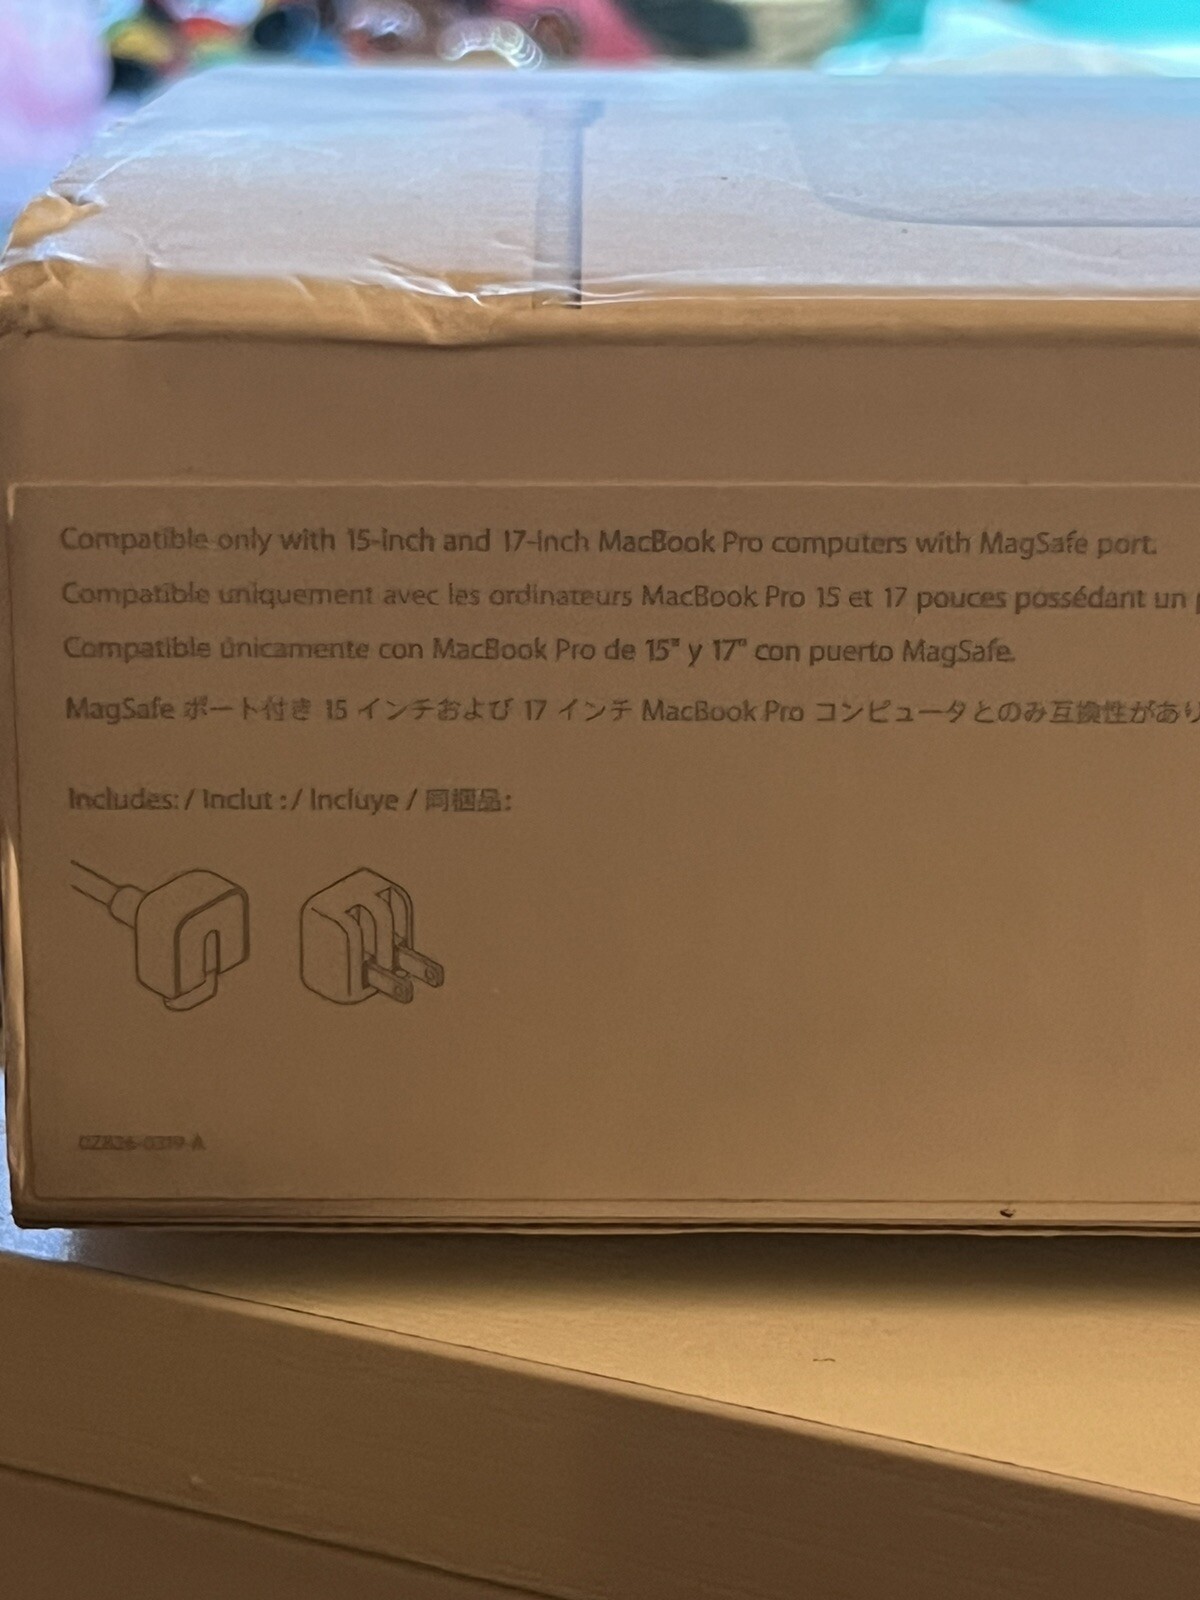 Compatible only with 15-inch and 17-inch MacBook Pro computers with MagSafe port.
Compatible uniquement avec les ordinateurs MacBook Pro 15 et 17 pouces possédant un
Compatible únicamente con MacBook Pro de 15" y 17" con puerto MagSafe.
MagSafe ポート付き 15 インチおよび 17 インチ MacBook Pro コンピュータとのみ互換性があり
Includes: / Inclut : / Incluye / 同梱品: